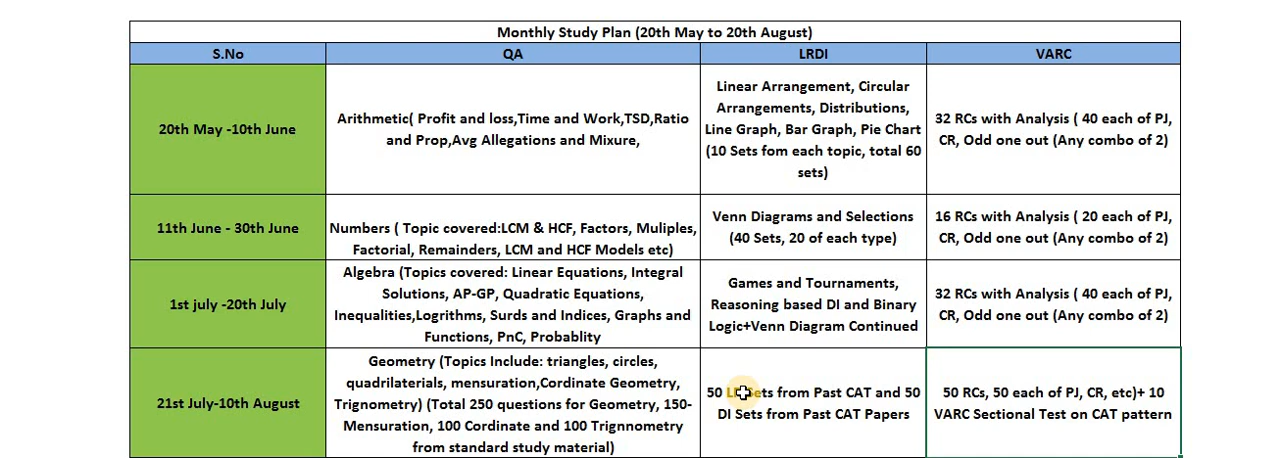 Monthly Study Plan (20th May to 20th August)
S.No
QA
LRDI
VARC
20th May -10th June
Arithmetic( Profit and loss,Time and Work,TSD,Ratio
and Prop,Avg Allegations and Mixure,
Linear Arrangement, Circular
Arrangements, Distributions,
Line Graph, Bar Graph, Pie Chart
(10 Sets fom each topic, total 60
sets)
32 RCs with Analysis ( 40 each of PJ,
CR, Odd one out (Any combo of 2)
11th June - 30th June
Numbers ( Topic covered:LCM & HCF, Factors, Muliples,
Factorial, Remainders, LCM and HCF Models etc)
Venn Diagrams and Selections
(40 Sets, 20 of each type)
16 RCs with Analysis ( 20 each of PJ,
CR, Odd one out (Any combo of 2)
1st july -20th July
Algebra (Topics covered: Linear Equations, Integral
Solutions, AP-GP, Quadratic Equations,
Inequalities,Logrithms, Surds and Indices, Graphs and
Functions, PnC, Probablity
Games and Tournaments,
Reasoning based DI and Binary
Logic+Venn Diagram Continued
32 RCs with Analysis ( 40 each of PJ,
CR, Odd one out (Any combo of 2)
21st July-10th August
Geometry (Topics Include: triangles, circles,
quadrilaterials, mensuration,Cordinate Geometry,
Trignometry) (Total 250 questions for Geometry, 150-
Mensuration, 100 Cordinate and 100 Trignnometry
from standard study material)
50 LR Sets from Past CAT and 50
DI Sets from Past CAT Papers
50 RCs, 50 each of PJ, CR, etc)+ 10
VARC Sectional Test on CAT pattern